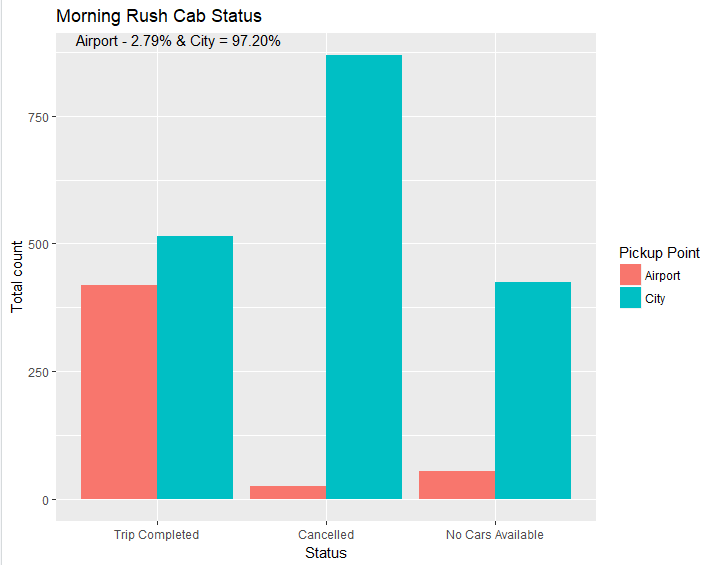 Morning Rush Cab Status
Airport - 2.79% & City = 97.20%
750
500
250
0
Total count
Trip Completed
Cancelled
No Cars Available
Status
Pickup Point
Airport
City